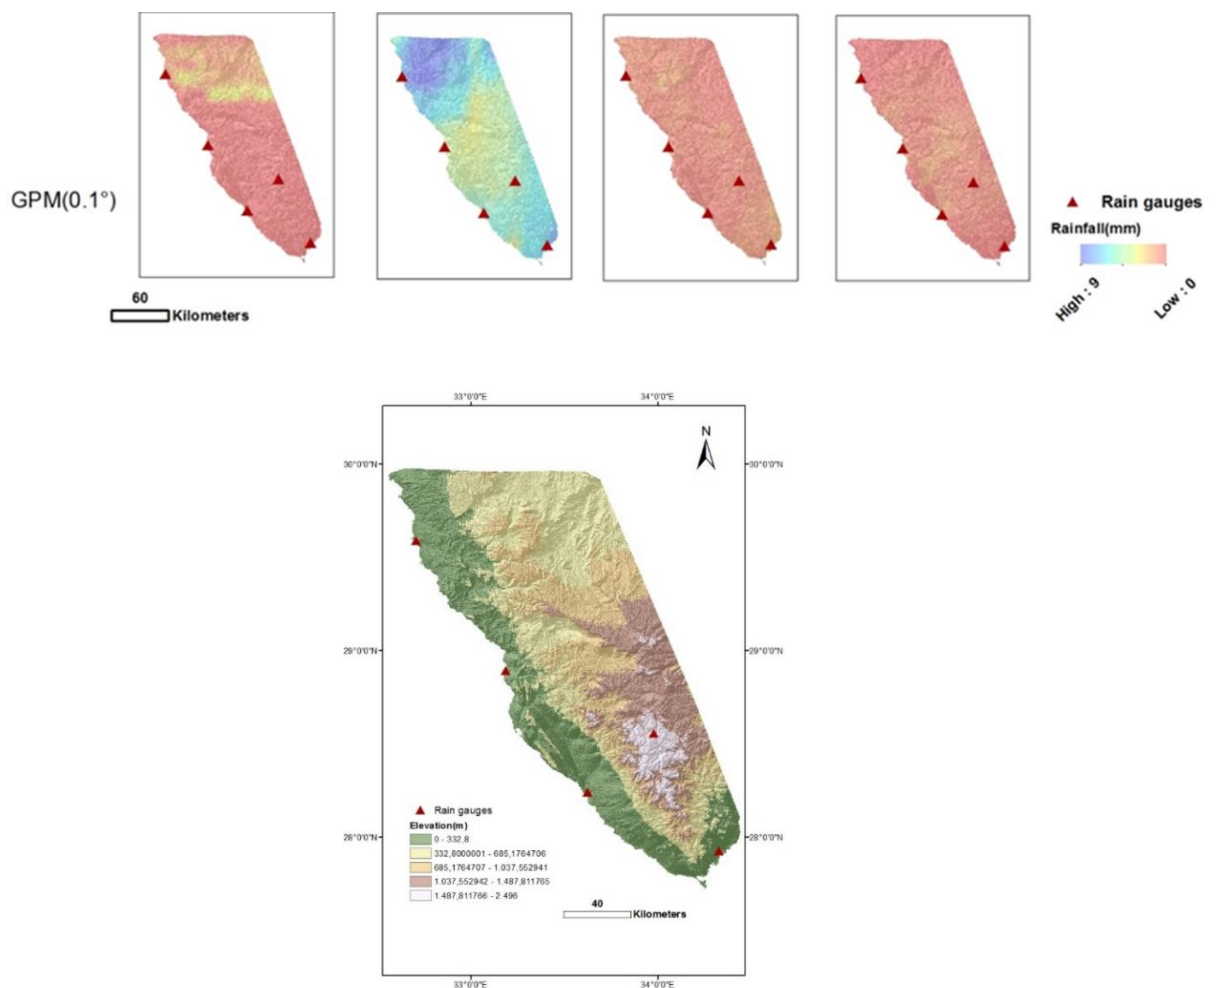 GPM(0.1°)
Rain gauges
Rainfall(mm)
High : 9
Low : 0
60
Kilometers
33°0'0"E
34°0'0"E
N
30°0'0"N
30°0'0"N
29°0'0"N
29°0'0"N
28°0'0"N
28°0'0"N
Rain gauges
Elevation(m)
0 - 332,8
332,8000001 - 685,1764706
685,1764707 - 1.037,552941
1.037,552942 - 1.487,811765
1.487,811766 - 2.496
40
Kilometers
33°0'0"E
34°0'0"E